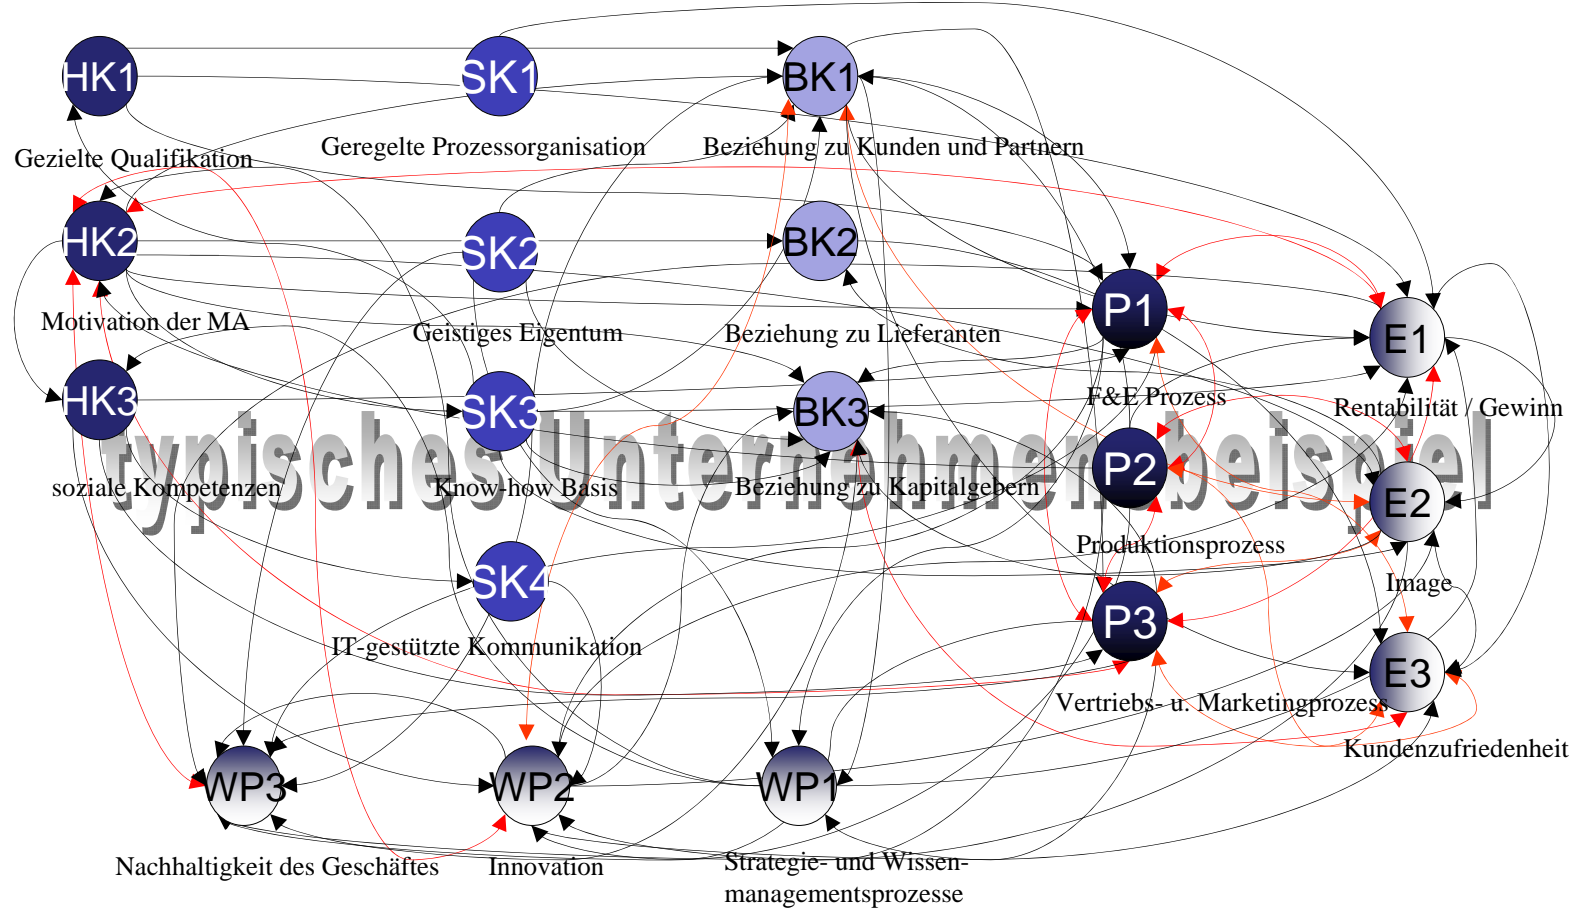 HK1
SK1
BK1
Gezielte Qualifikation
Geregelte Prozessorganisation
Beziehung zu Kunden und Partnern
HK2
SK2
BK2
P1
E1
Motivation der MA
Geistiges Eigentum
Beziehung zu Lieferanten
HK3
SK3
BK3
F&E Prozess
Rentabilität / Gewinn
typisches Unternehmensbeispiel
P2
E2
soziale Kompetenzen
Know-how Basis
Beziehung zu Kapitalgebern
Produktionsprozess
SK4
Image
P3
E3
IT-gestützte Kommunikation
Vertriebs- u. Marketingprozess
Kundenzufriedenheit
WP3
WP2
WP1
Nachhaltigkeit des Geschäftes
Innovation
Strategie- und Wissen-
managementsprozesse